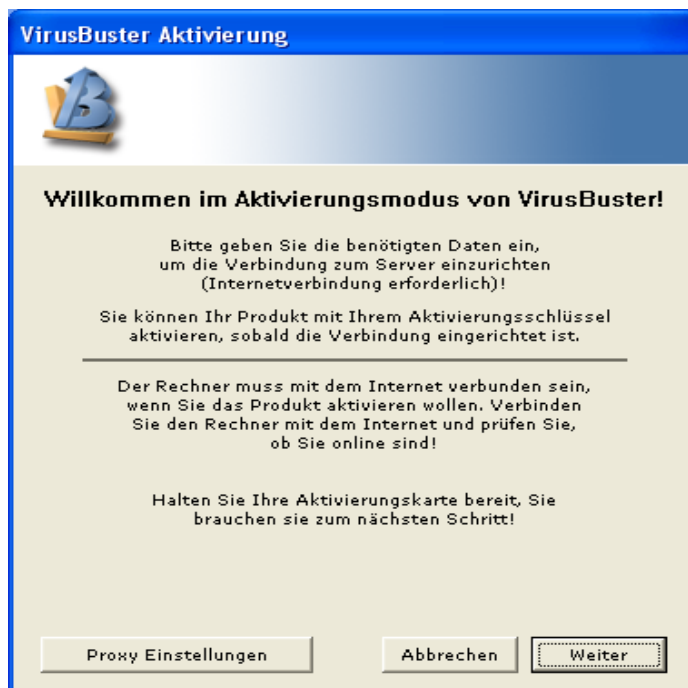 VirusBuster Aktivierung
VB
Willkommen im Aktivierungsmodus von VirusBuster!
Bitte geben Sie die benötigten Daten ein,
um die Verbindung zum Server einzurichten
(Internetverbindung erforderlich)!
Sie können Ihr Produkt mit Ihrem Aktivierungsschlüssel
aktivieren, sobald die Verbindung eingerichtet ist.
Der Rechner muss mit dem Internet verbunden sein,
wenn Sie das Produkt aktivieren wollen. Verbinden
Sie den Rechner mit dem Internet und prüfen Sie,
ob Sie online sind!
Halten Sie Ihre Aktivierungskarte bereit, Sie
brauchen sie zum nächsten Schritt!
Proxy Einstellungen
Abbrechen
Weiter